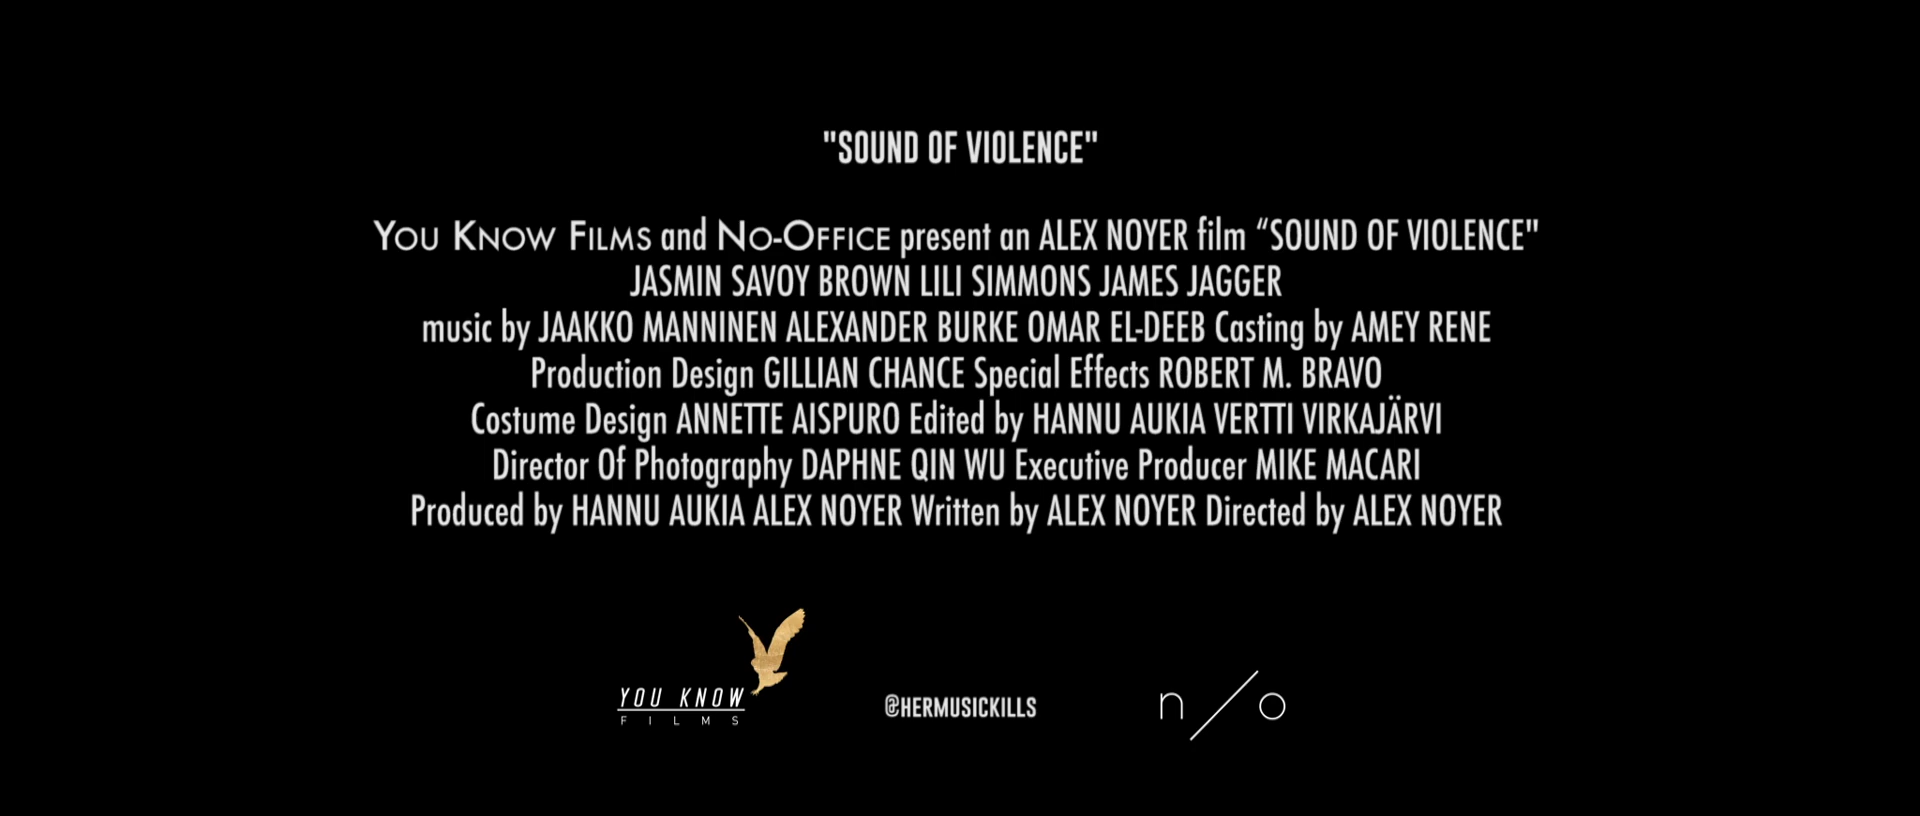 "SOUND OF VIOLENCE"
YOU KNOW FILMS and NO-OFFICE present an ALEX NOYER film “SOUND OF VIOLENCE"
JASMIN SAVOY BROWN LILI SIMMONS JAMES JAGGER
music by JAAKKO MANNINEN ALEXANDER BURKE OMAR EL-DEEB Casting by AMEY RENE
Production Design GILLIAN CHANCE Special Effects ROBERT M. BRAVO
Costume Design ANNETTE AISPURO Edited by HANNU AUKIA VERTTI VIRKAJÄRVI
Director Of Photography DAPHNE QIN WU Executive Producer MIKE MACARI
Produced by HANNU AUKIA ALEX NOYER Written by ALEX NOYER Directed by ALEX NOYER
YOU KNOW
FILMS
@HERMUSICKILLS
n/o